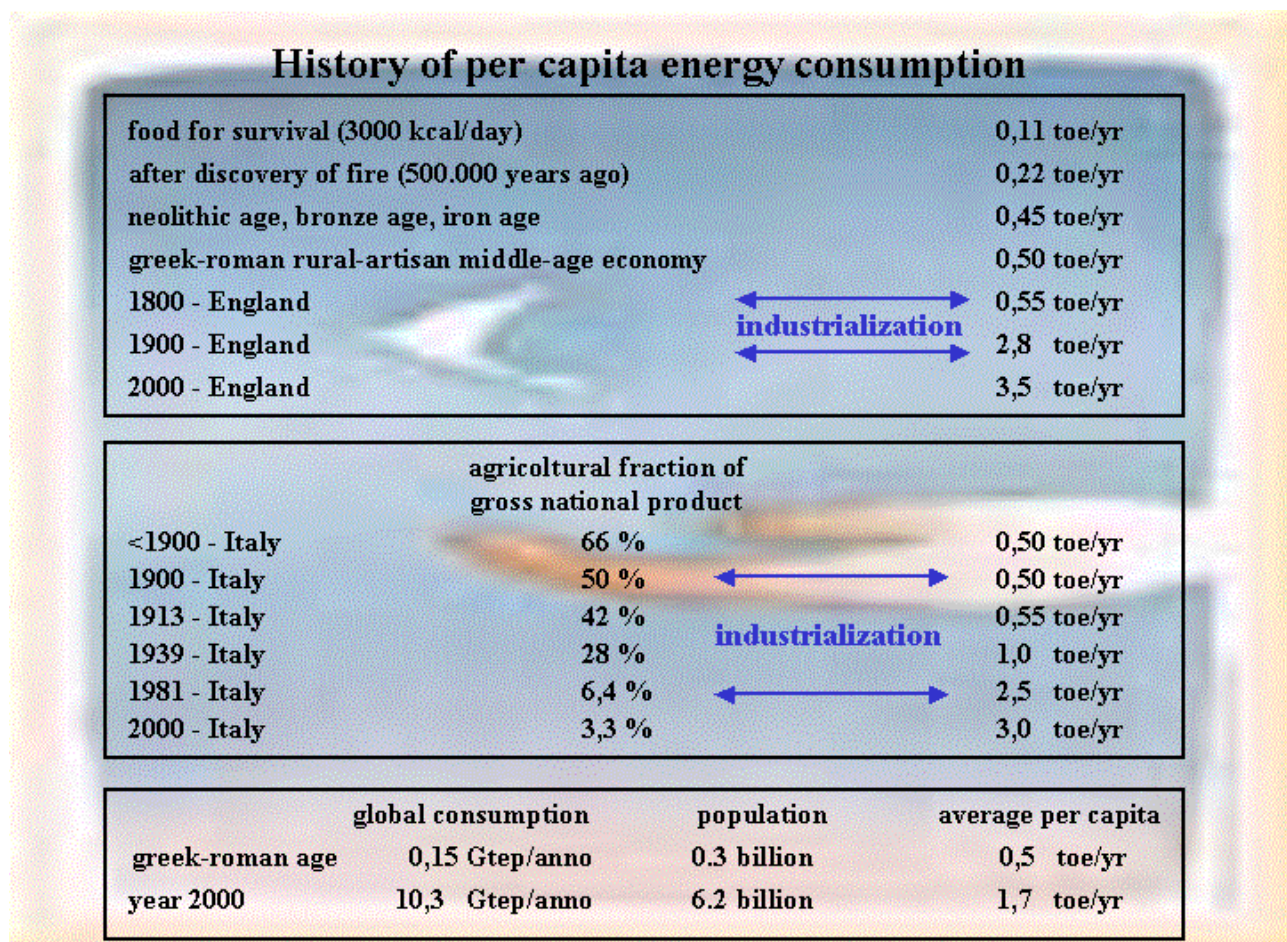 History of per capita energy consumption
food for survival (3000 kcal/day) 0,11 toe/yr
after discovery of fire (500.000 years ago) 0,22 toe/yr
neolithic age, bronze age, iron age 0,45 toe/yr
greek-roman rural-artisan middle-age economy 0,50 toe/yr
1800 - England 0,55 toe/yr
industrialization
1900 - England 2,8 toe/yr
2000 - England 3,5 toe/yr
agricoltural fraction of
gross national product
<1900 - Italy 66 % 0,50 toe/yr
1900 - Italy 50 % 0,50 toe/yr
1913 - Italy 42 % 0,55 toe/yr
industrialization
1939 - Italy 28 % 1,0 toe/yr
1981 - Italy 6,4 % 2,5 toe/yr
2000 - Italy 3,3 % 3,0 toe/yr
global consumption population average per capita
greek-roman age 0,15 Gtep/anno 0.3 billion 0,5 toe/yr
year 2000 10,3 Gtep/anno 6.2 billion 1,7 toe/yr